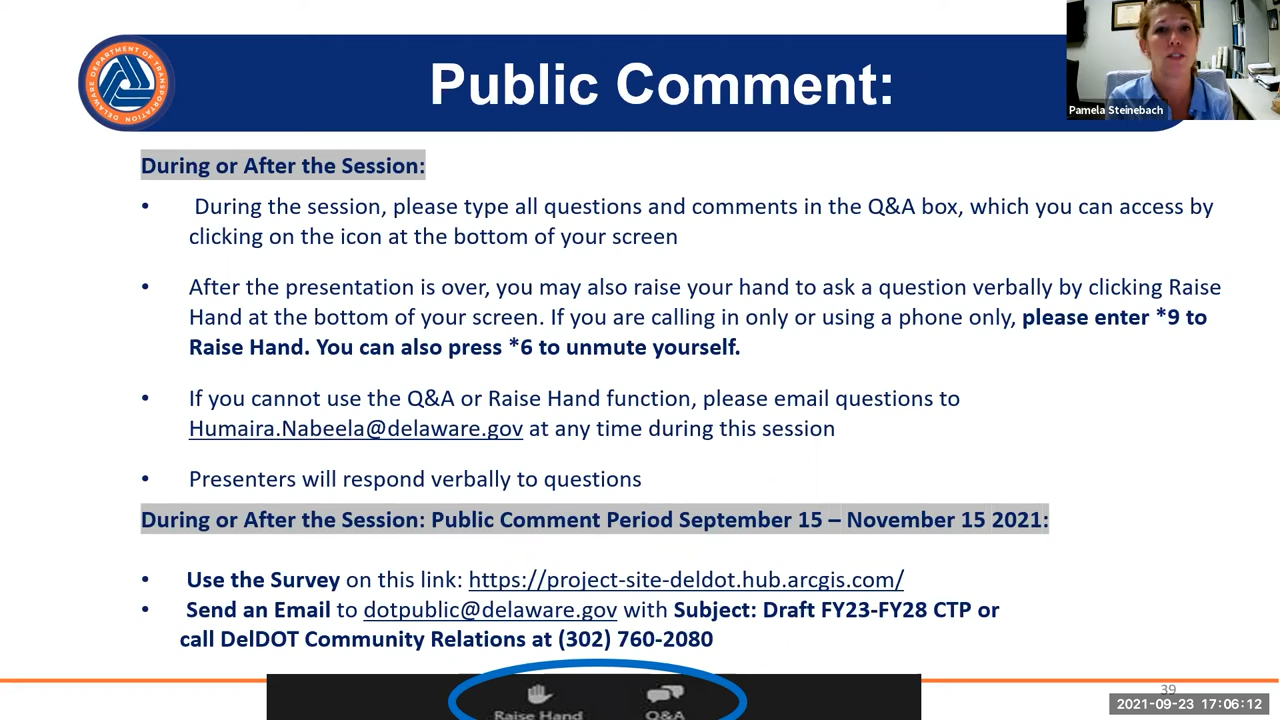 DELAWARE DEPARTMENT OF TRANSPORTATION
Public Comment:
Pamela Steinebach
During or After the Session:
• During the session, please type all questions and comments in the Q&A box, which you can access by
clicking on the icon at the bottom of your screen
• After the presentation is over, you may also raise your hand to ask a question verbally by clicking Raise
Hand at the bottom of your screen. If you are calling in only or using a phone only, please enter *9 to
Raise Hand. You can also press *6 to unmute yourself.
• If you cannot use the Q&A or Raise Hand function, please email questions to
Humaira.Nabeela@delaware.gov at any time during this session
• Presenters will respond verbally to questions
During or After the Session: Public Comment Period September 15 – November 15 2021:
• Use the Survey on this link: https://project-site-deldot.hub.arcgis.com/
• Send an Email to dotpublic@delaware.gov with Subject: Draft FY23-FY28 CTP or
call DelDOT Community Relations at (302) 760-2080
Raise Hand Q&A
39
2021-09-23 17:06:12